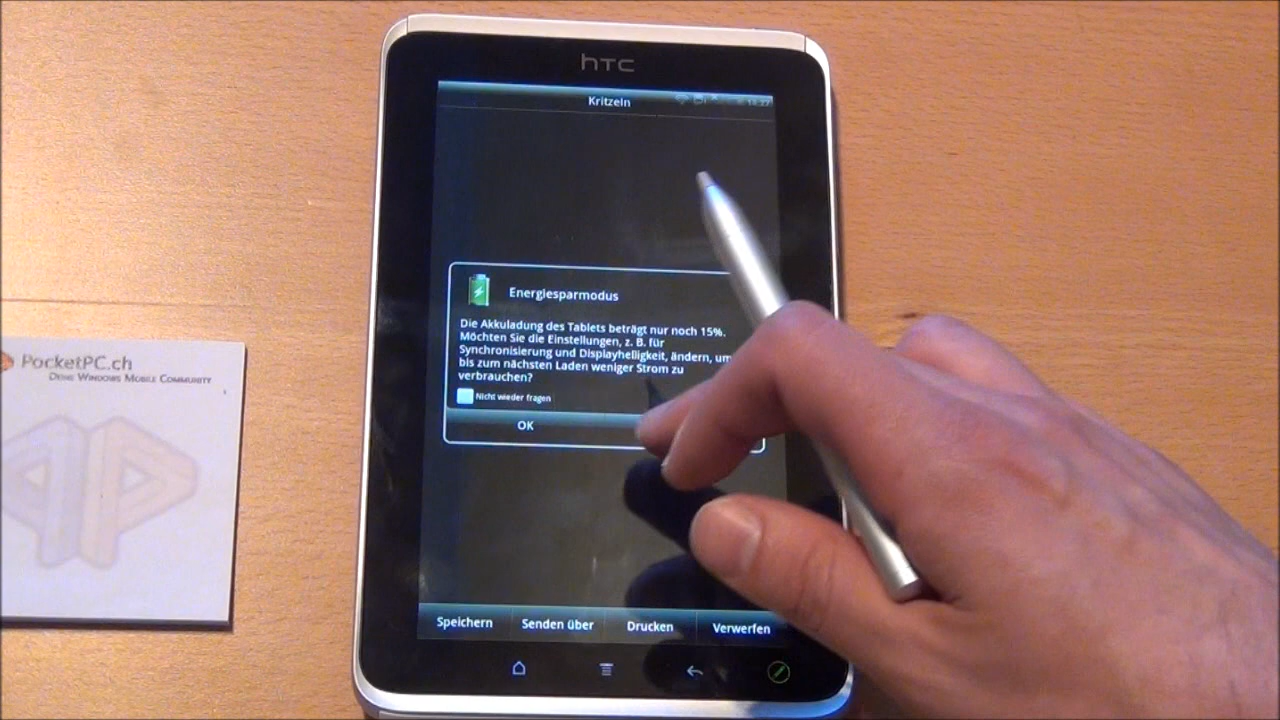 hTC
Kritzeln
Energiesparmodus
Die Akkuladung des Tablets beträgt nur noch 15%.
Möchten Sie die Einstellungen, z. B. für
Synchronisierung und Displayhelligkeit, ändern, um
bis zum nächsten Laden weniger Strom zu
verbrauchen?
Nicht wieder fragen
OK
Speichern Senden über Drucken Verwerfen
PocketPC.ch
Deine Windows Mobile Community